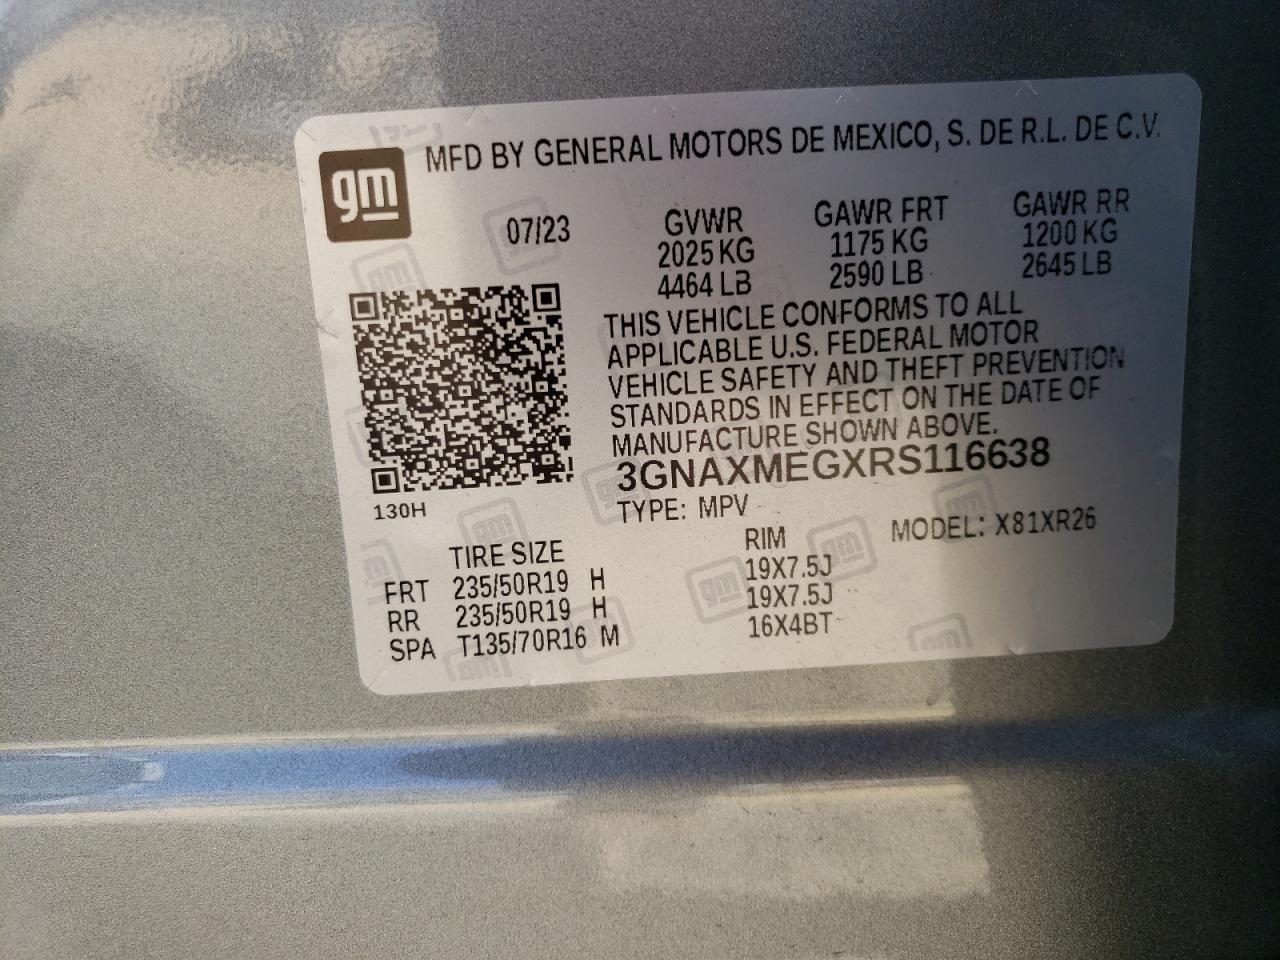 MFD BY GENERAL MOTORS DE MEXICO, S. DE R.L. DE C.V.
gm
07/23 GVWR GAWR FRT GAWR RR
2025 KG 1175 KG 1200 KG
4464 LB 2590 LB 2645 LB
THIS VEHICLE CONFORMS TO ALL
APPLICABLE U.S. FEDERAL MOTOR
VEHICLE SAFETY AND THEFT PREVENTION
STANDARDS IN EFFECT ON THE DATE OF
MANUFACTURE SHOWN ABOVE.
3GNAXMEGXRS116638
130H
TYPE: MPV MODEL: X81XR26
TIRE SIZE RIM
FRT 235/50R19 H 19X7.5J
RR 235/50R19 H 19X7.5J
SPA T135/70R16 M 16X4BT